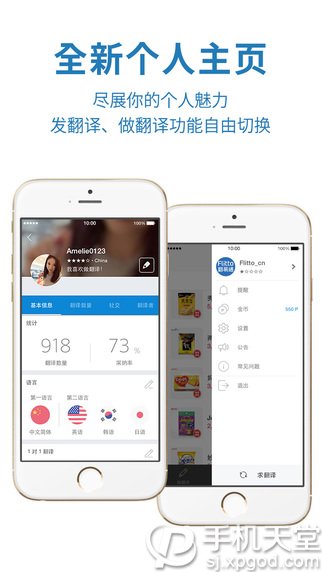 全新个人主页
尽展你的个人魅力
发翻译、做翻译功能自由切换
10:00
Amelie0123
★★★★☆ · China
我喜欢做翻译!
基本信息 翻译数量 社交 翻译者
统计
918 73 %
翻译数量 采纳率
语言
第一语言 第二语言
中文简体 英语 韩语 日语
1 对 1 翻译
10:00
Flitto
翻易通
Flitto_cn
★☆☆☆☆
提醒
金币
550 P
设置
公告
常见问题
退出
求翻译
手机天堂
sj.xpgod.com